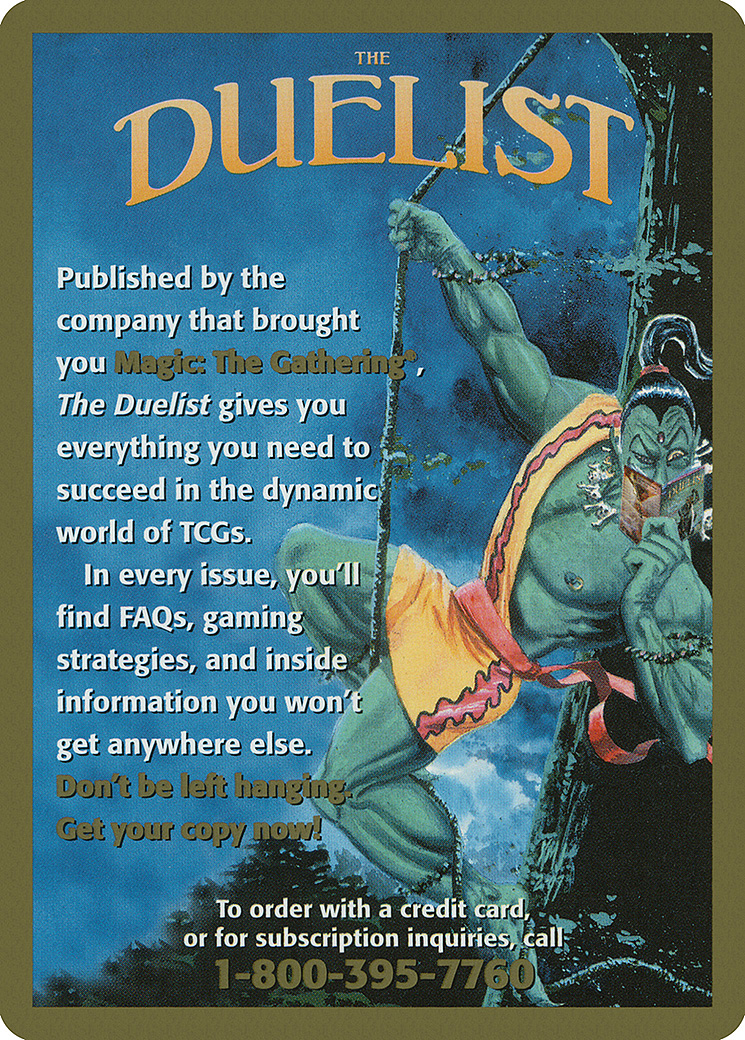 THE
DUELIST
Published by the
company that brought
you Magic: The Gathering®,
The Duelist gives you
everything you need to
succeed in the dynamic
world of TCGs.
In every issue, you'll
find FAQs, gaming
strategies, and inside
information you won't
get anywhere else.
Don't be left hanging.
Get your copy now!
To order with a credit card,
or for subscription inquiries, call
1-800-395-7760